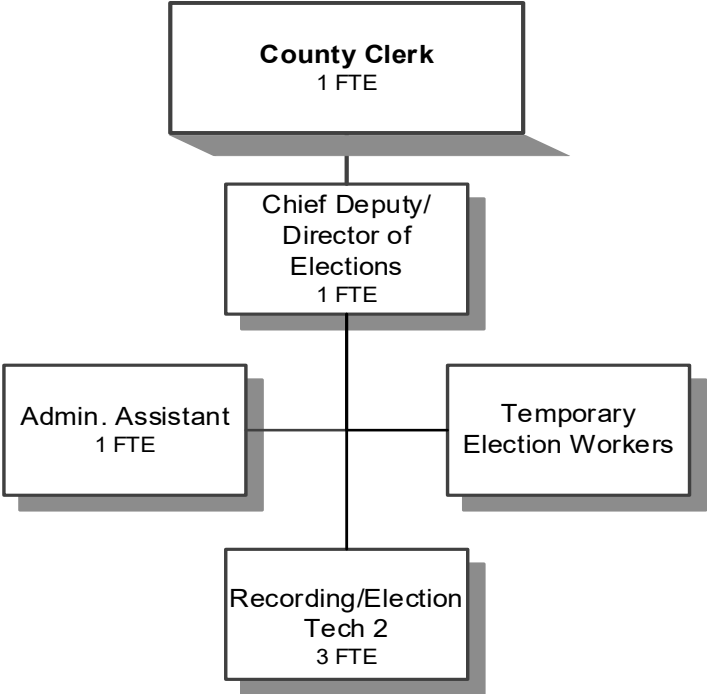 County Clerk
1 FTE
Chief Deputy/
Director of
Elections
1 FTE
Admin. Assistant
1 FTE
Temporary
Election Workers
Recording/Election
Tech 2
3 FTE